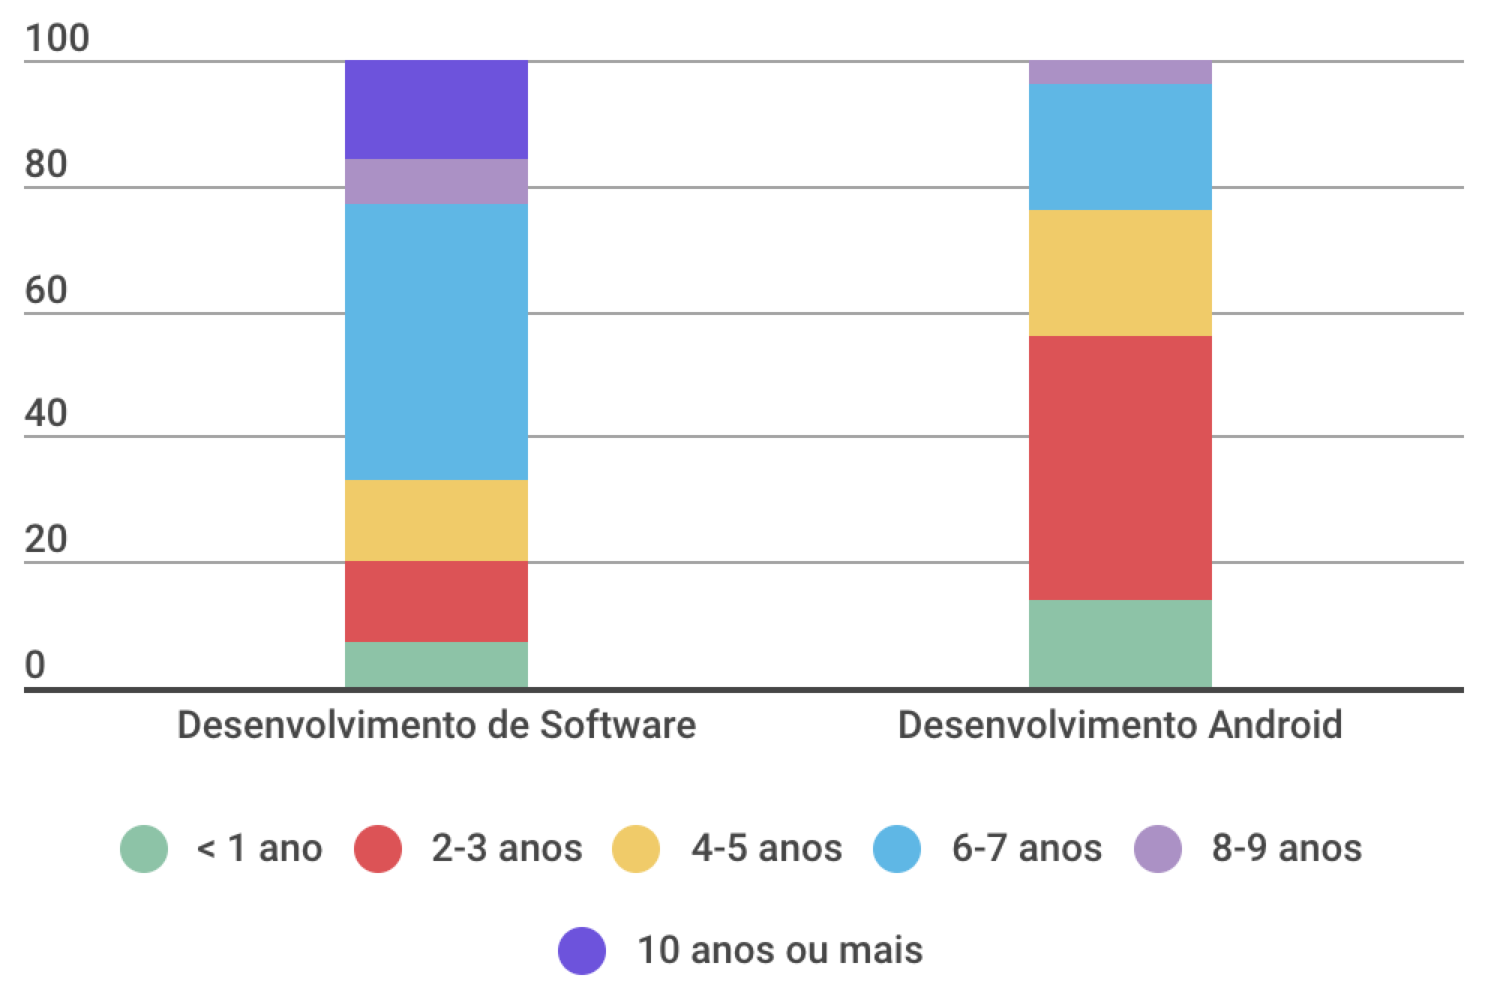 100
80
60
40
20
0
Desenvolvimento de Software
Desenvolvimento Android
< 1 ano
2-3 anos
4-5 anos
6-7 anos
8-9 anos
10 anos ou mais